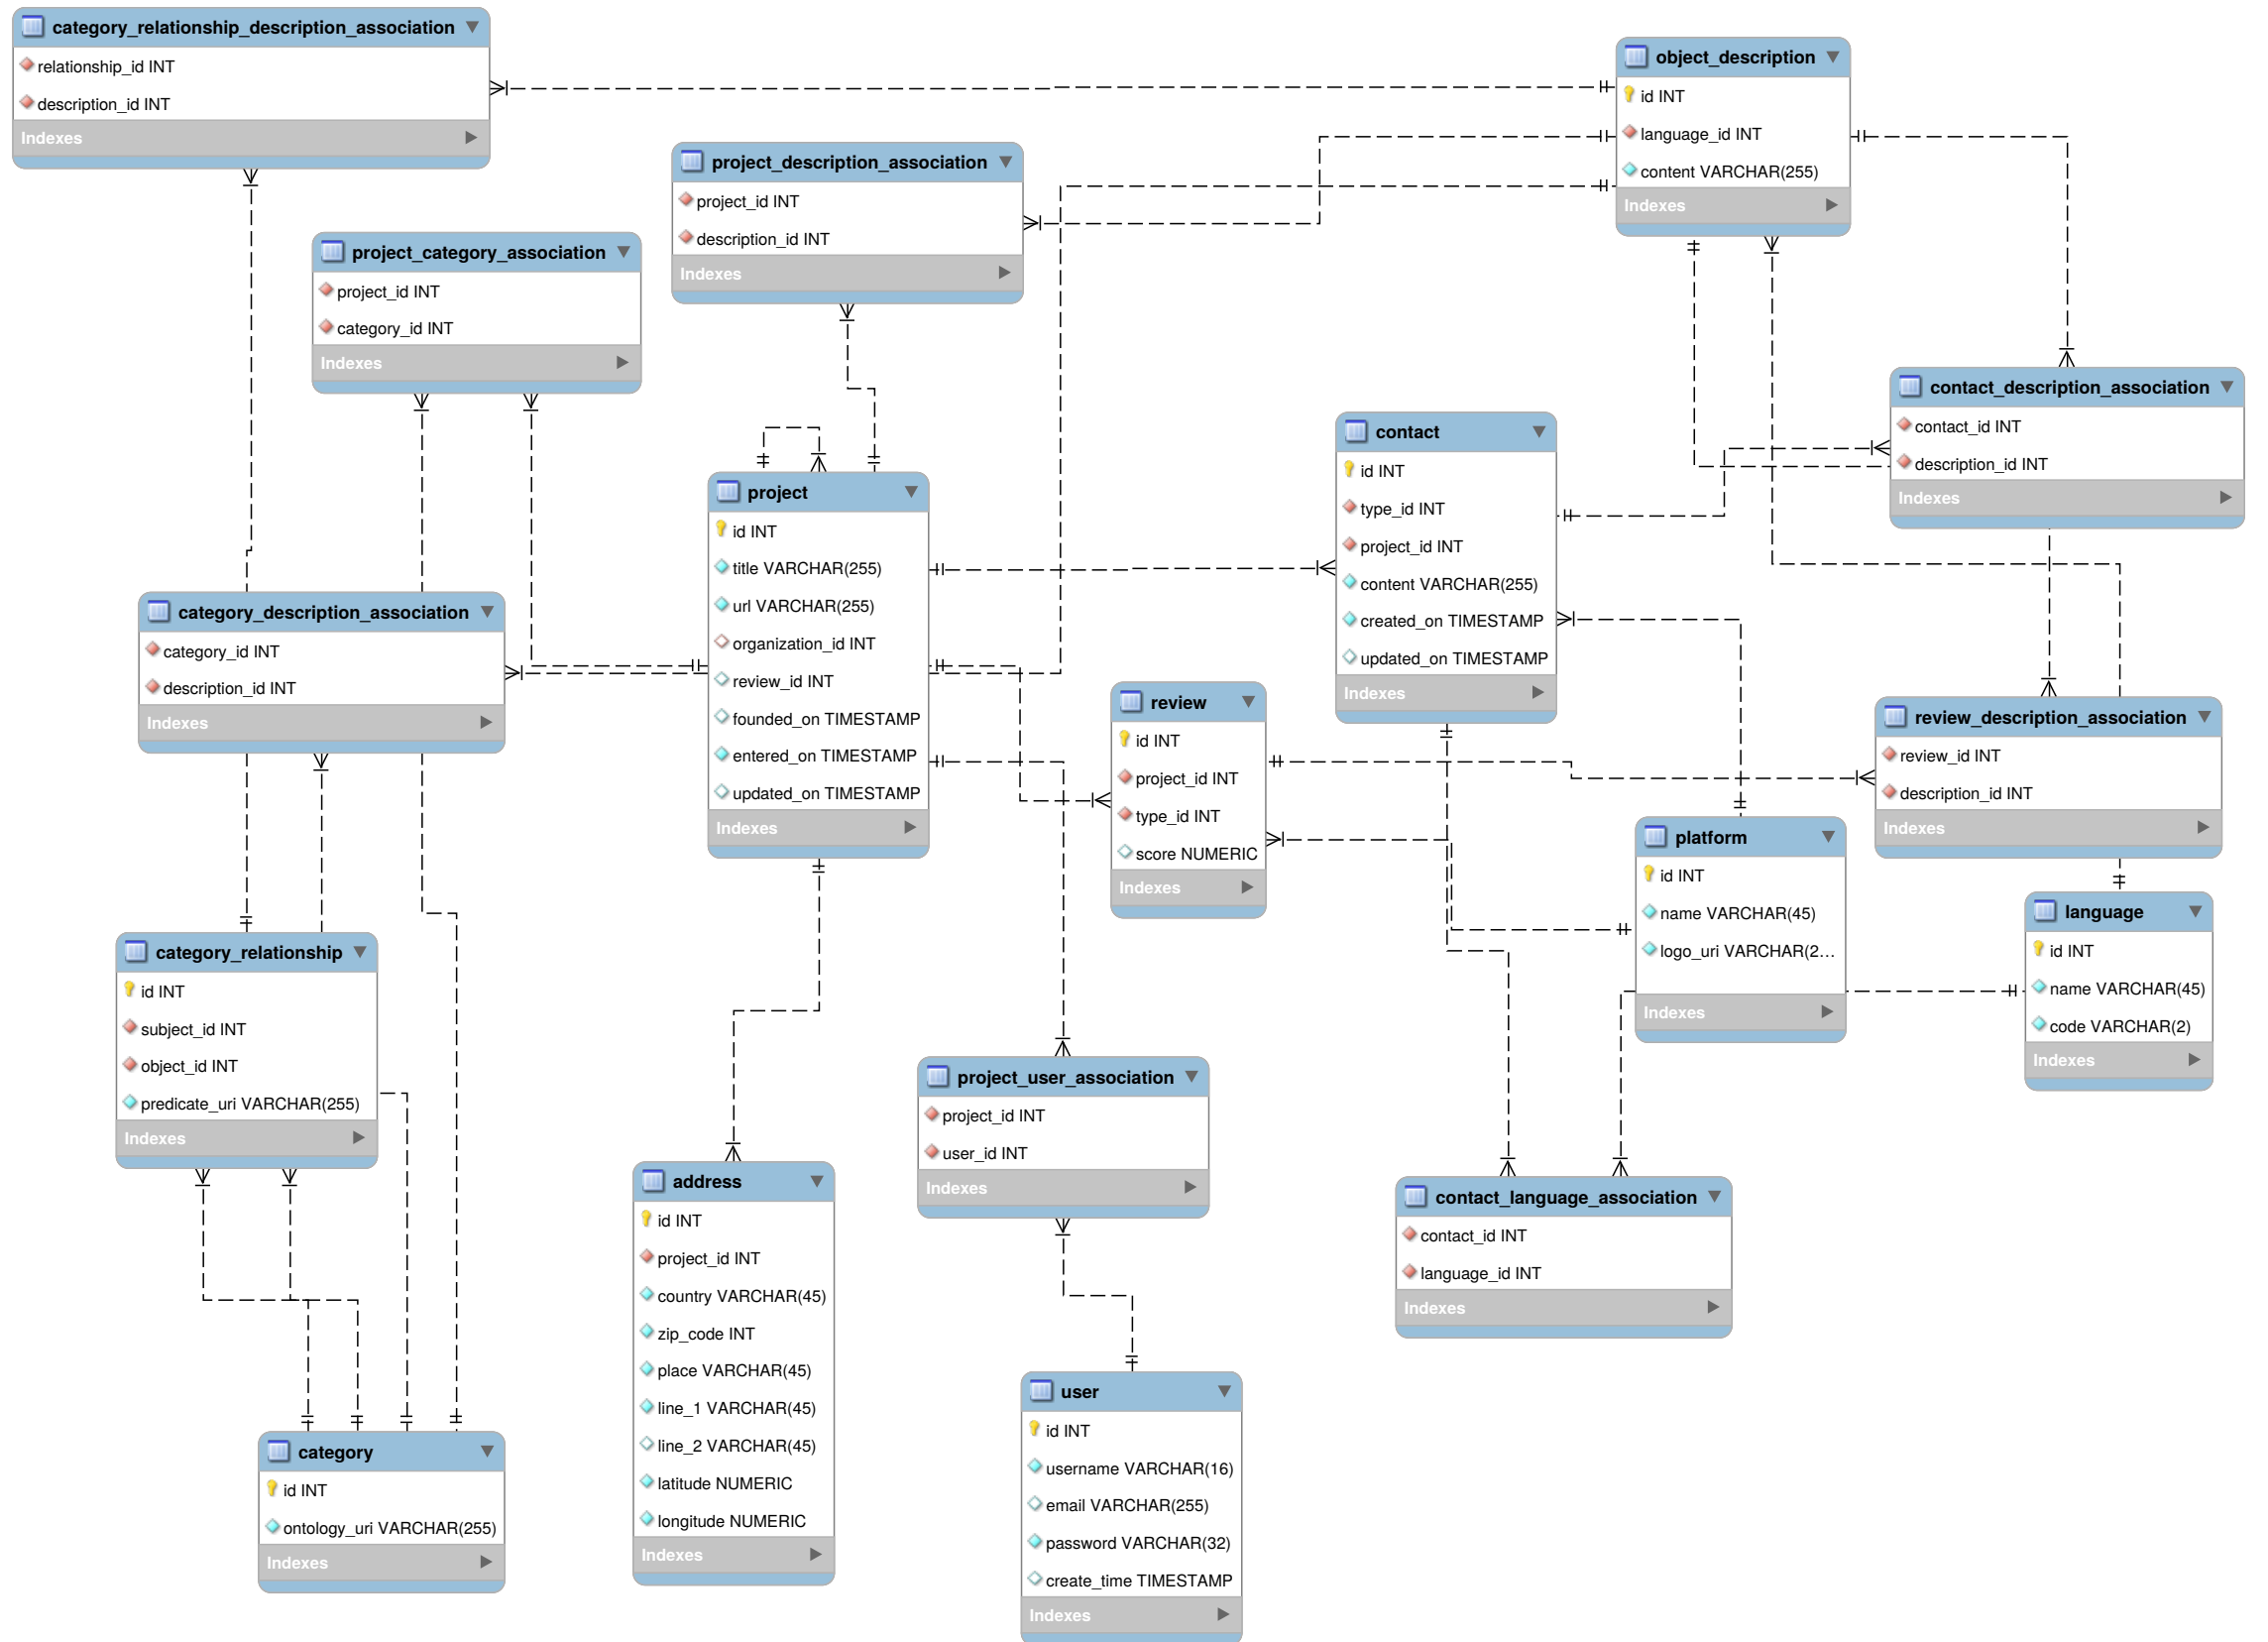 category_relationship_description_association
relationship_id INT
description_id INT
Indexes
object_description
id INT
language_id INT
content VARCHAR(255)
Indexes
project_description_association
project_id INT
description_id INT
Indexes
project_category_association
project_id INT
category_id INT
Indexes
contact_description_association
contact_id INT
description_id INT
Indexes
contact
id INT
type_id INT
project_id INT
content VARCHAR(255)
created_on TIMESTAMP
updated_on TIMESTAMP
Indexes
project
id INT
title VARCHAR(255)
url VARCHAR(255)
organization_id INT
review_id INT
founded_on TIMESTAMP
entered_on TIMESTAMP
updated_on TIMESTAMP
Indexes
category_description_association
category_id INT
description_id INT
Indexes
review
id INT
project_id INT
type_id INT
score NUMERIC
Indexes
review_description_association
review_id INT
description_id INT
Indexes
platform
id INT
name VARCHAR(45)
logo_uri VARCHAR(2...
Indexes
language
id INT
name VARCHAR(45)
code VARCHAR(2)
Indexes
category_relationship
id INT
subject_id INT
object_id INT
predicate_uri VARCHAR(255)
Indexes
project_user_association
project_id INT
user_id INT
Indexes
address
id INT
project_id INT
country VARCHAR(45)
zip_code INT
place VARCHAR(45)
line_1 VARCHAR(45)
line_2 VARCHAR(45)
latitude NUMERIC
longitude NUMERIC
Indexes
contact_language_association
contact_id INT
language_id INT
Indexes
user
id INT
username VARCHAR(16)
email VARCHAR(255)
password VARCHAR(32)
create_time TIMESTAMP
Indexes
category
id INT
ontology_uri VARCHAR(255)
Indexes